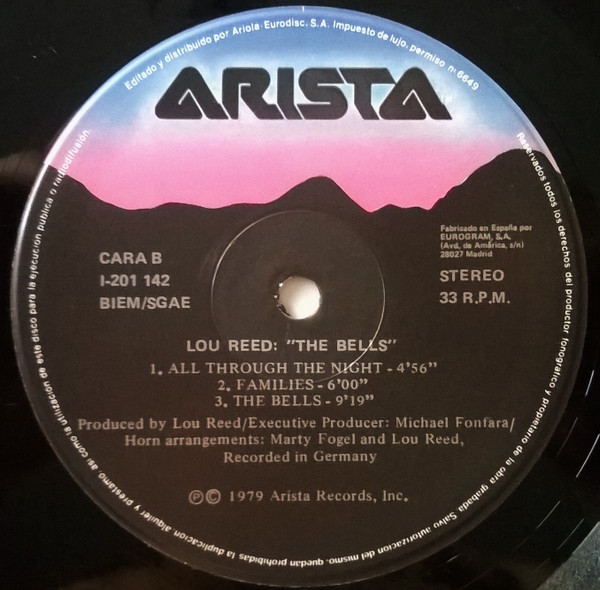 Editado y distribuido por Ariola-Eurodisc, S.A. Impuesto de lujo, permiso nº 6649
ARISTA
CARA B
I-201 142
BIEM/SGAE
Fabricado en España por
EUROGRAM, S.A.
(Avd. de América, s/n)
28027 Madrid
STEREO
33 R.P.M.
LOU REED: "THE BELLS"
1. ALL THROUGH THE NIGHT - 4'56"
2. FAMILIES - 6'00"
3. THE BELLS - 9'19"
Produced by Lou Reed/Executive Producer: Michael Fonfara/
Horn arrangements: Marty Fogel and Lou Reed,
Recorded in Germany
Ⓟ© 1979 Arista Records, Inc.
Reservados todos los derechos del productor fonográfico y propietario de la obra grabada. Salvo autorización del mismo, quedan prohibidas la duplicación alquiler y préstamo, así como la utilización de este disco para la ejecución pública o radiodifusión.